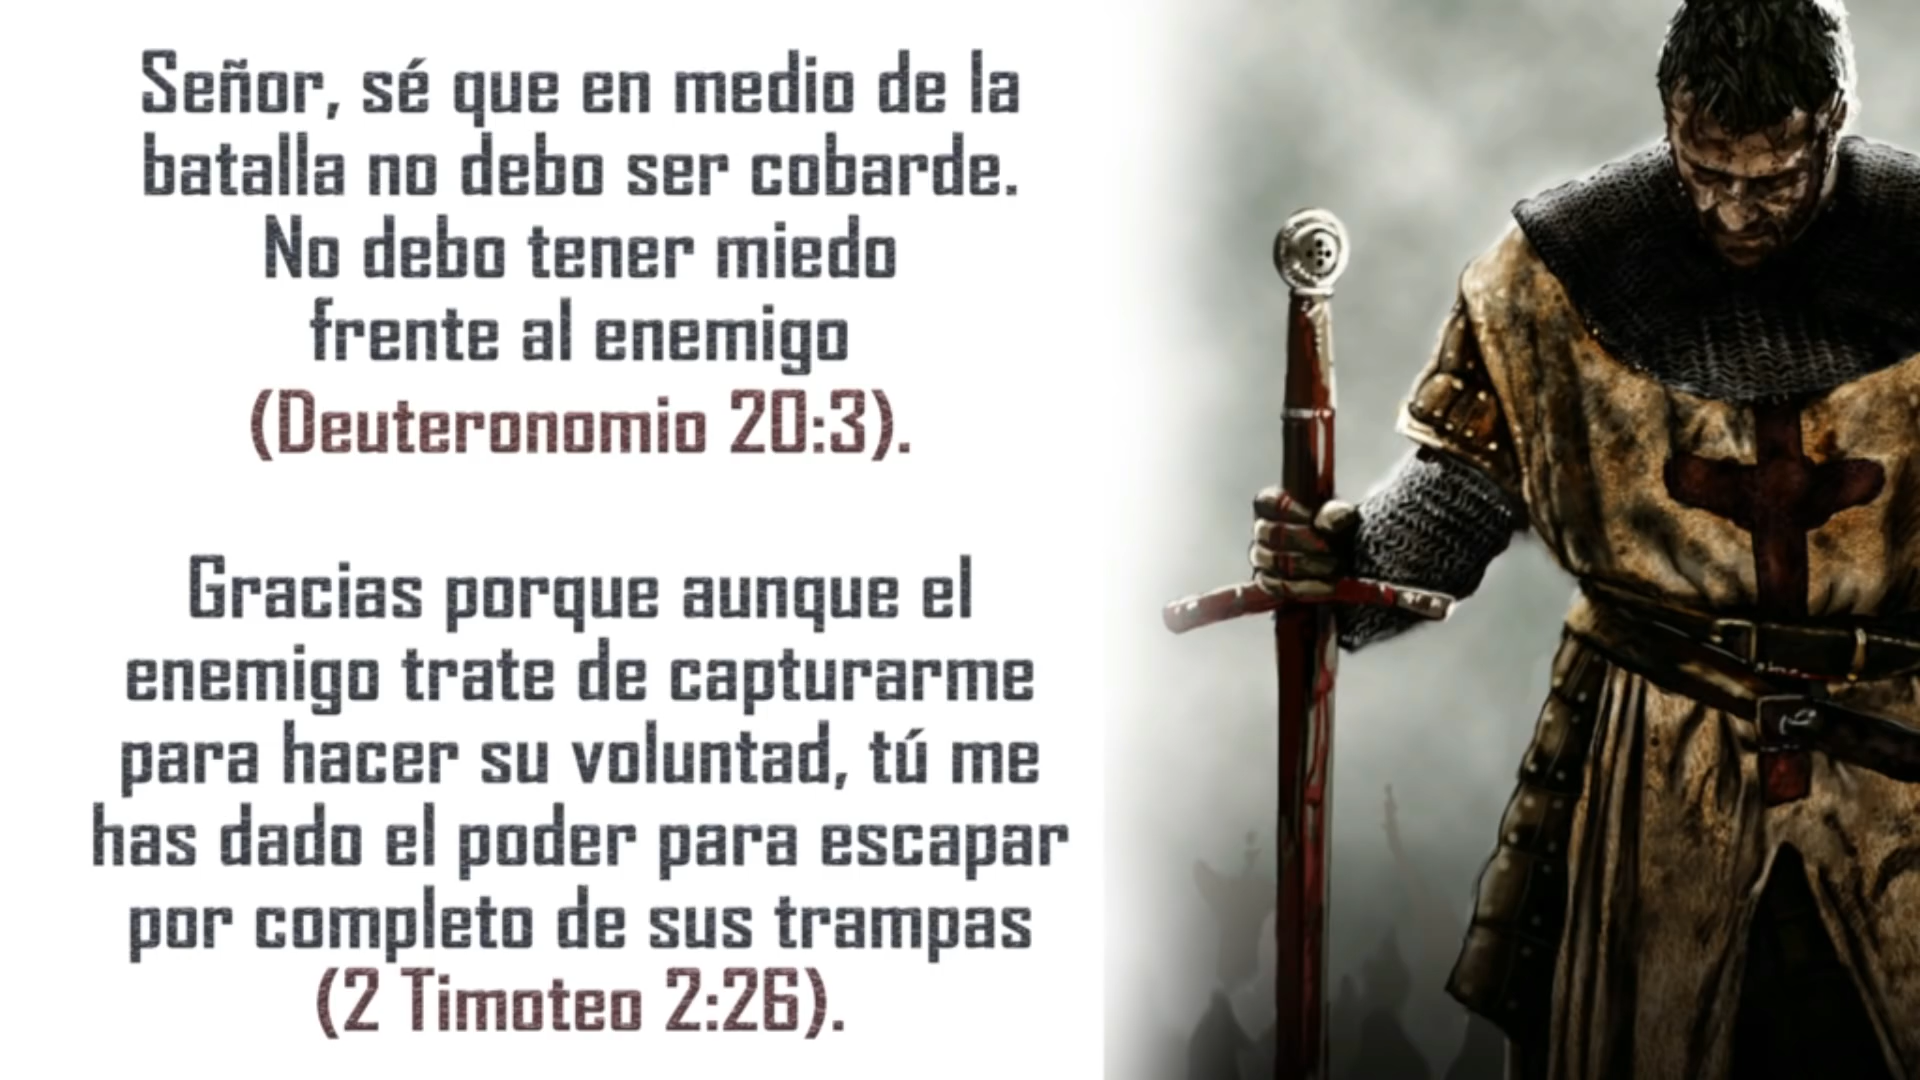 Señor, sé que en medio de la
batalla no debo ser cobarde.
No debo tener miedo
frente al enemigo
(Deuteronomio 20:3).
Gracias porque aunque el
enemigo trate de capturarme
para hacer su voluntad, tú me
has dado el poder para escapar
por completo de sus trampas
(2 Timoteo 2:26).